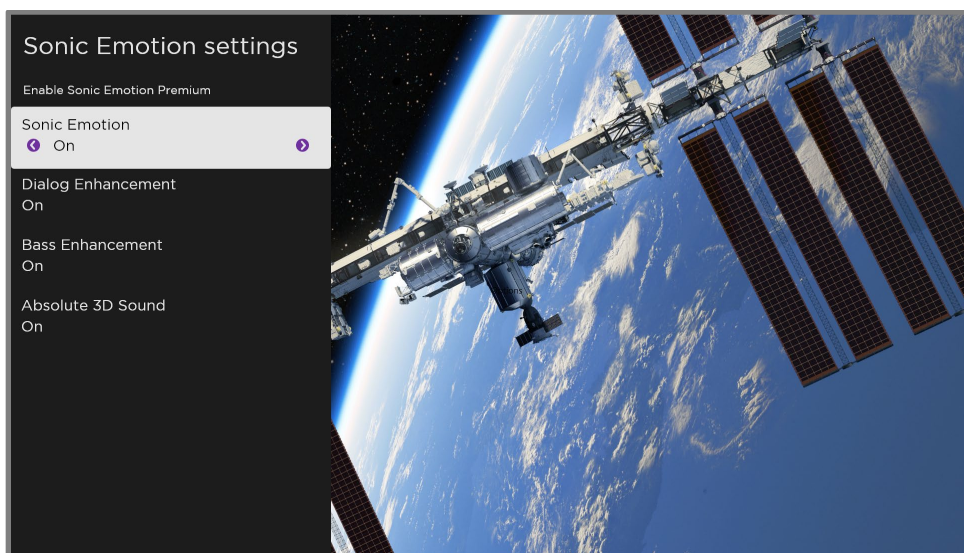 Sonic Emotion settings
Enable Sonic Emotion Premium
Sonic Emotion
On
Dialog Enhancement
On
Bass Enhancement
On
Absolute 3D Sound
On